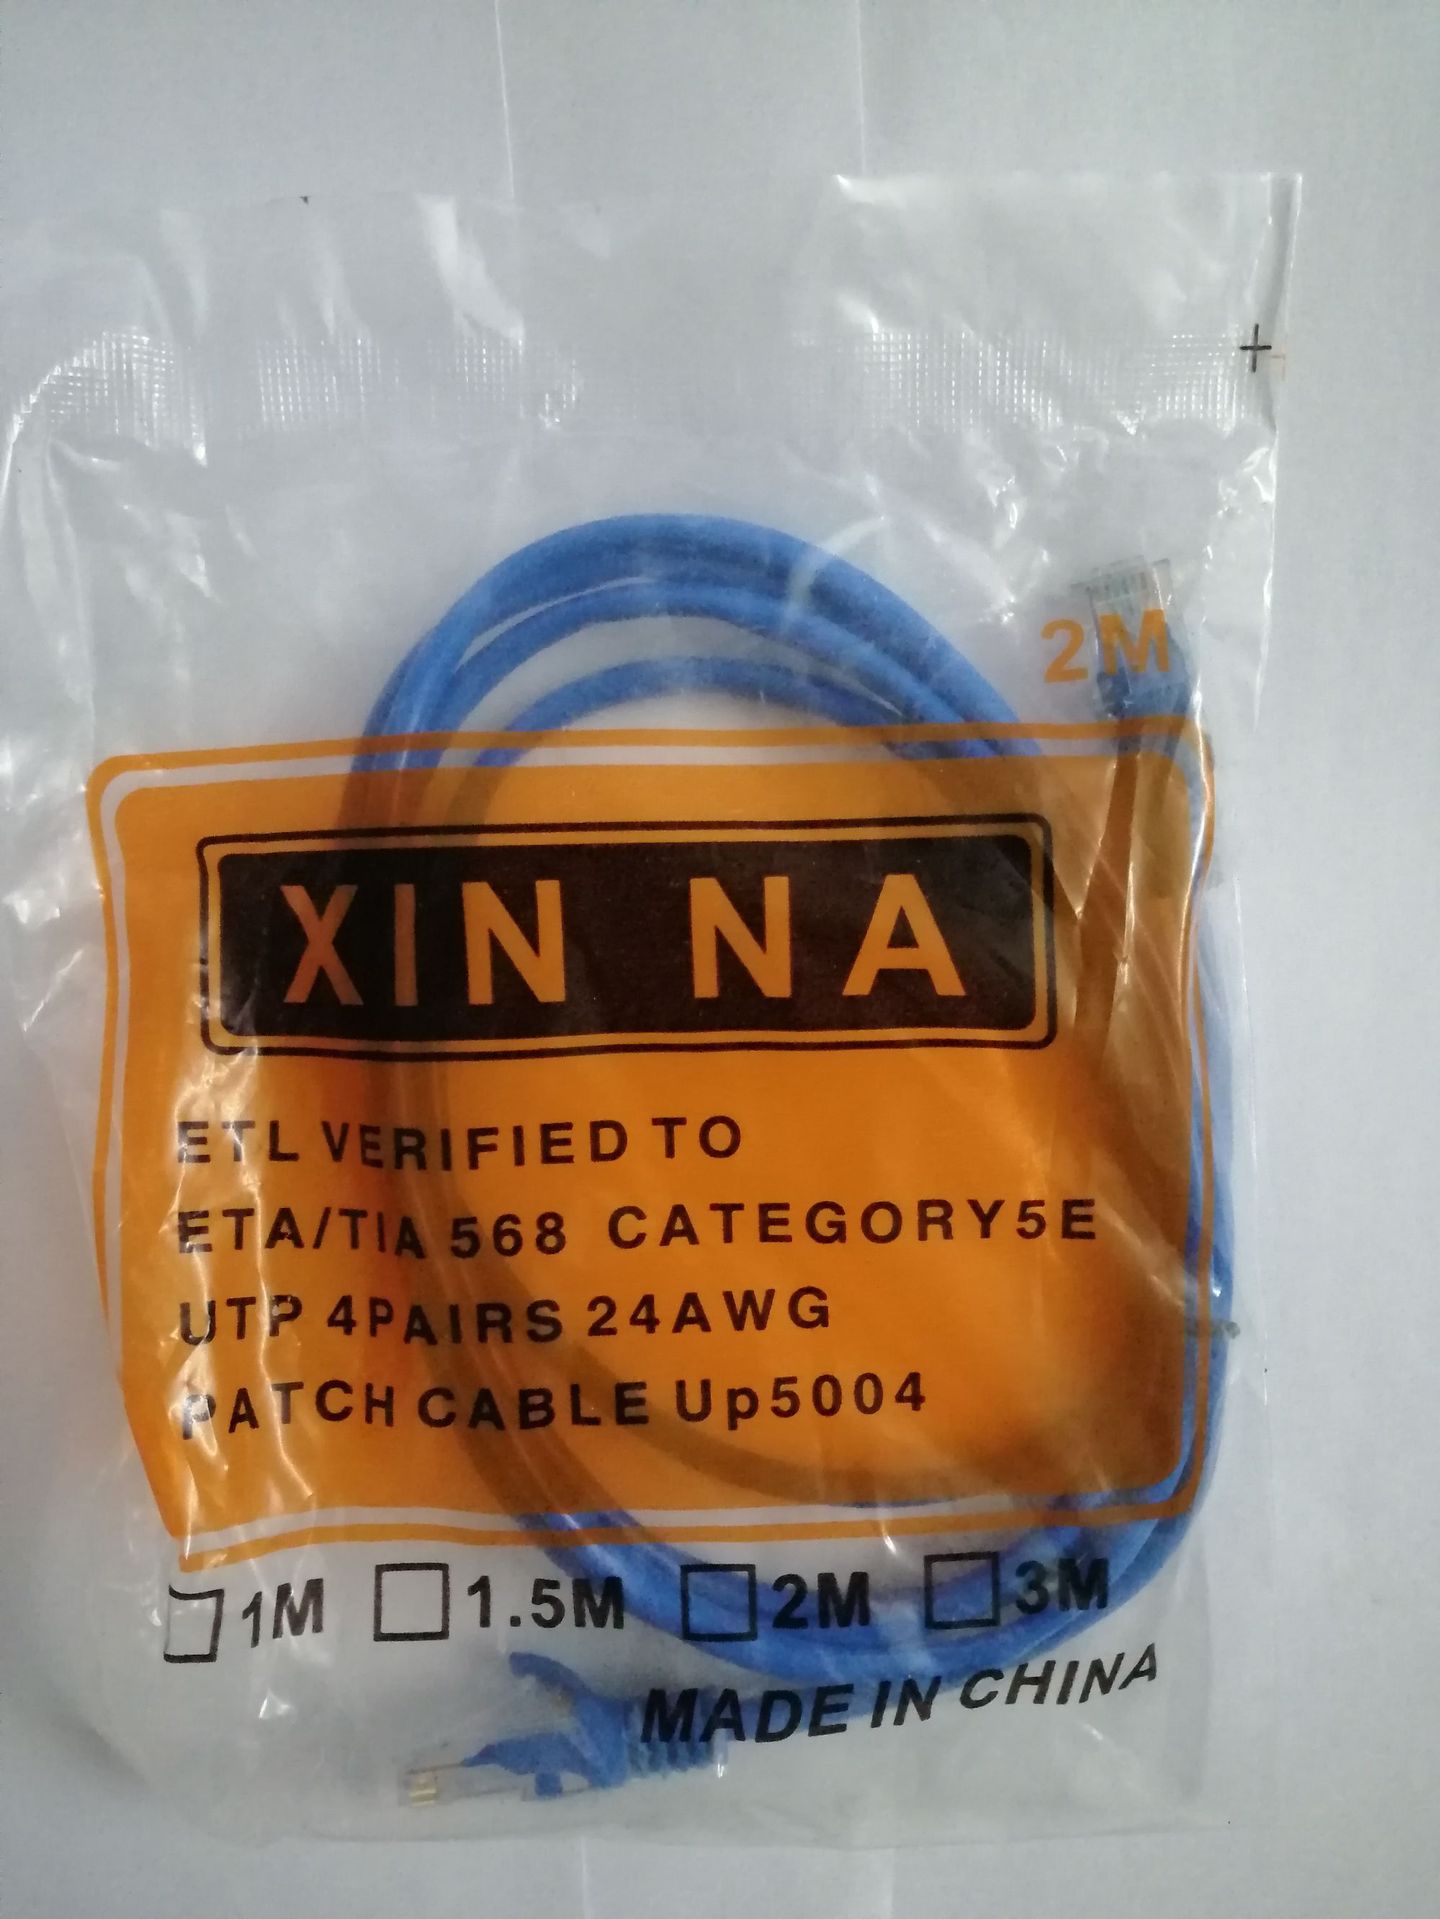 2M
XIN NA
ETL VERIFIED TO
ETA/TIA 568 CATEGORY5E
UTP 4PAIRS 24AWG
PATCH CABLE Up5004
1M 1.5M 2M 3M
MADE IN CHINA